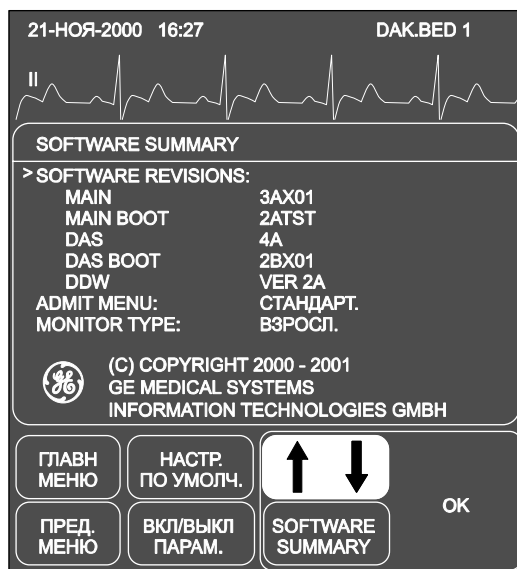 21-НОЯ-2000 16:27 DAK.BED 1
II
SOFTWARE SUMMARY
> SOFTWARE REVISIONS:
MAIN 3AX01
MAIN BOOT 2ATST
DAS 4A
DAS BOOT 2BX01
DDW VER 2A
ADMIT MENU: СТАНДАРТ.
MONITOR TYPE: ВЗРОСЛ.
GE
(C) COPYRIGHT 2000 - 2001
GE MEDICAL SYSTEMS
INFORMATION TECHNOLOGIES GMBH
ГЛАВН
МЕНЮ
НАСТР.
ПО УМОЛЧ.
ПРЕД.
МЕНЮ
ВКЛ/ВЫКЛ
ПАРАМ.
SOFTWARE
SUMMARY
OK